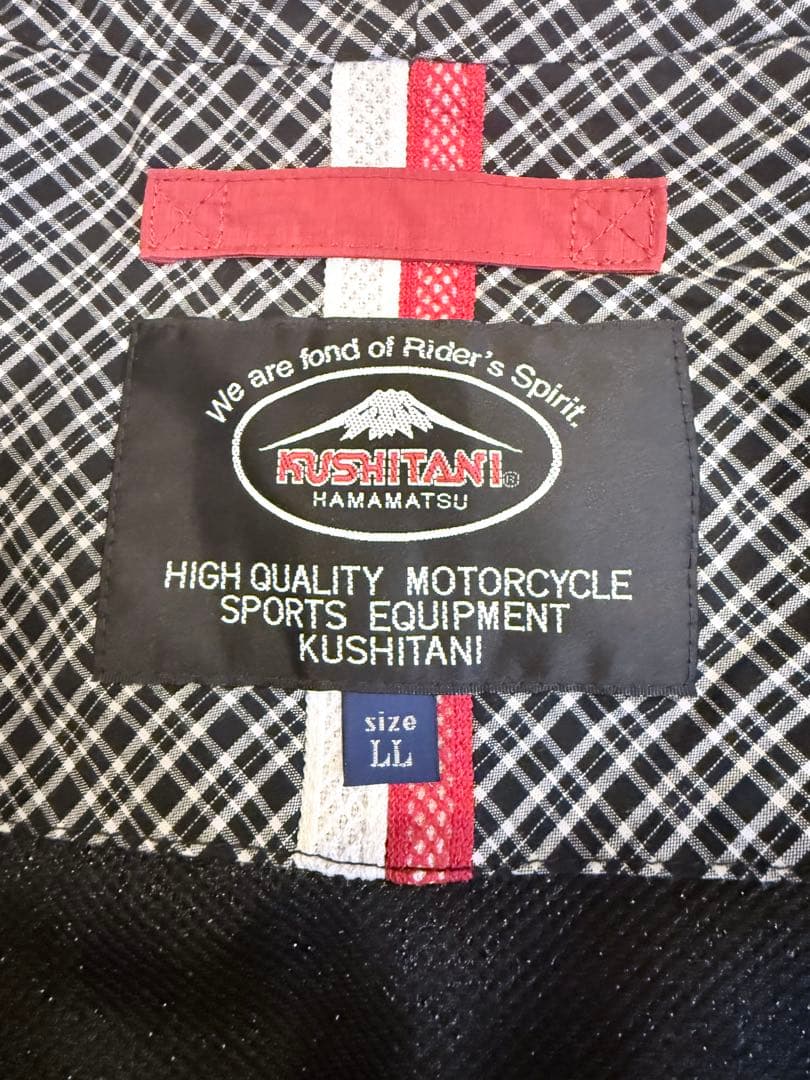 We are fond of Rider's Spirit.
KUSHITANI®
HAMAMATSU
HIGH QUALITY MOTORCYCLE
SPORTS EQUIPMENT
KUSHITANI
size
LL